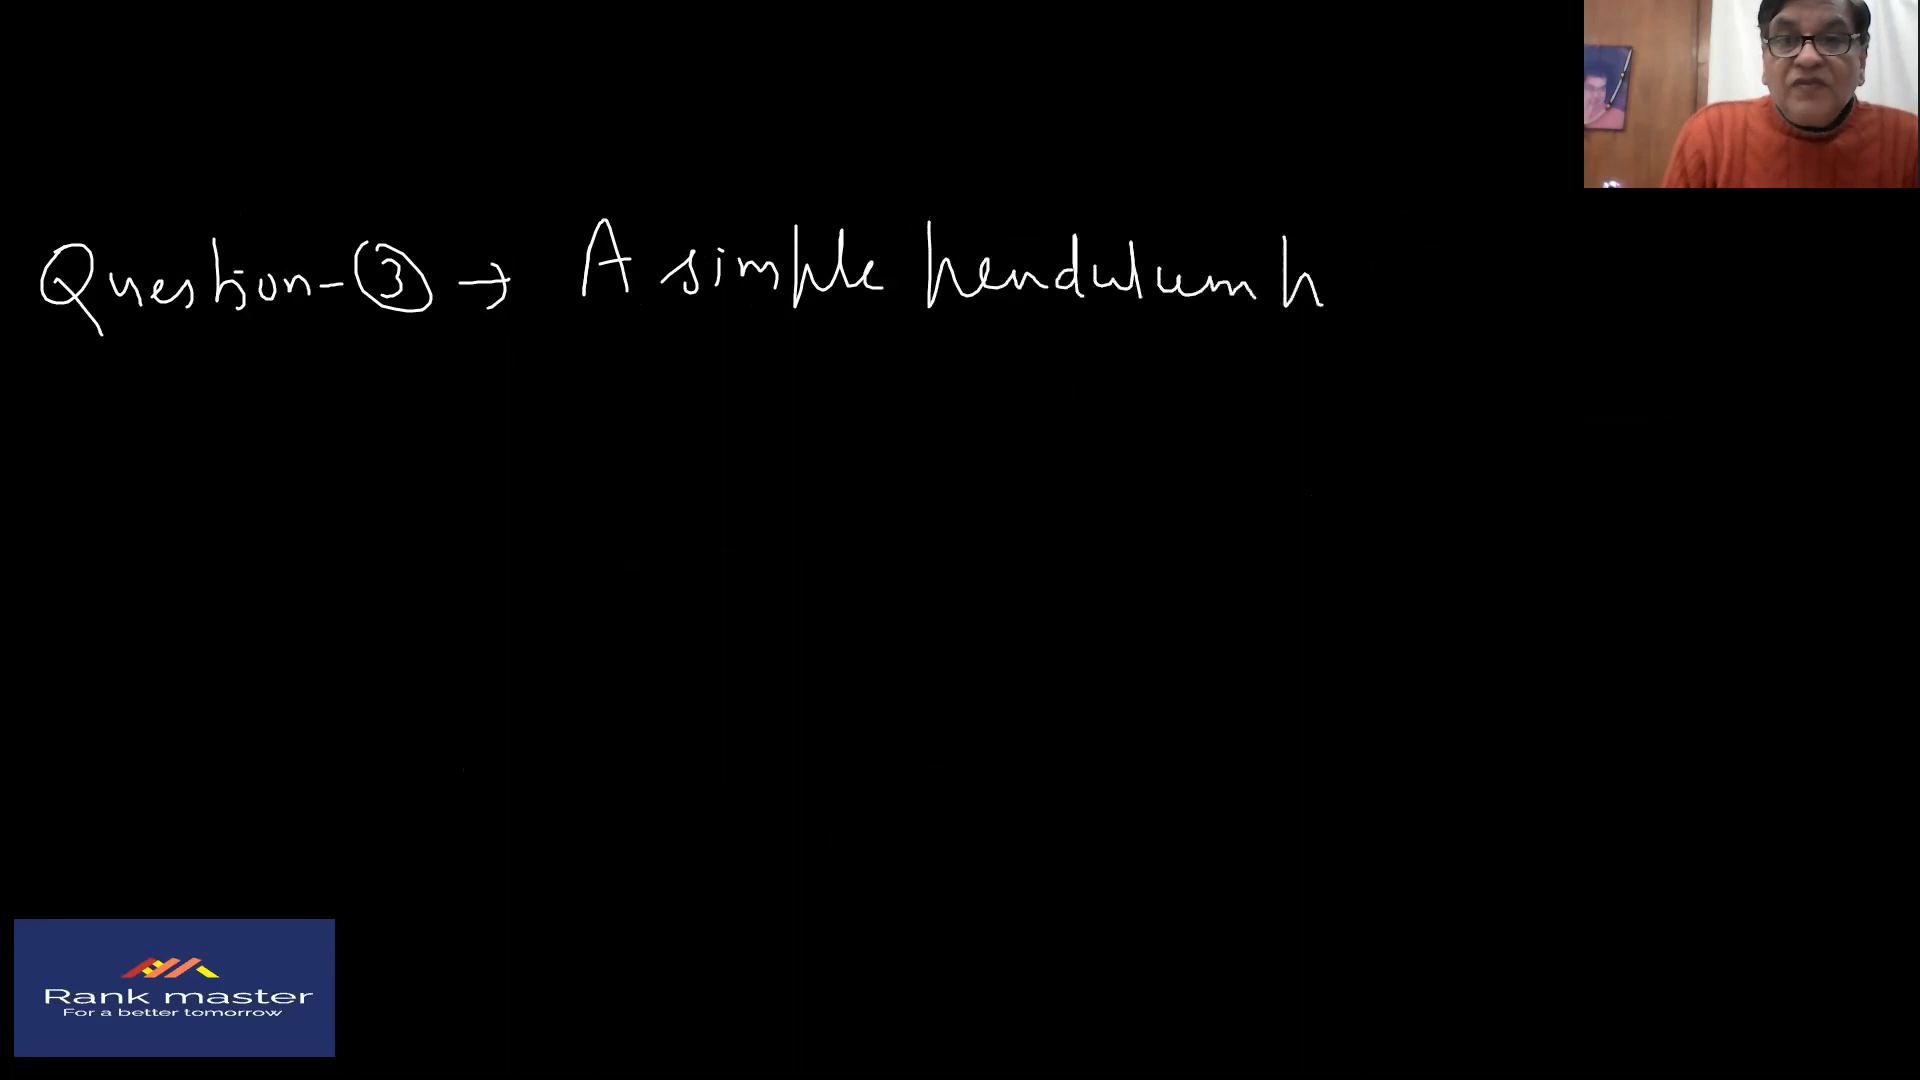 Question-③ → A simple pendulum h
Rank master
For a better tomorrow